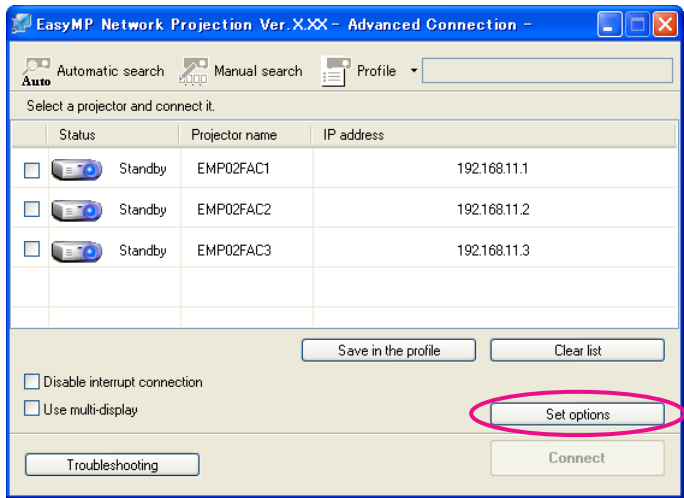 EasyMP Network Projection Ver.X.XX - Advanced Connection -
Auto Automatic search Manual search Profile
Select a projector and connect it.
Status Projector name IP address
Standby EMP02FAC1 192.168.11.1
Standby EMP02FAC2 192.168.11.2
Standby EMP02FAC3 192.168.11.3
Save in the profile Clear list
Disable interrupt connection
Use multi-display
Set options
Troubleshooting Connect